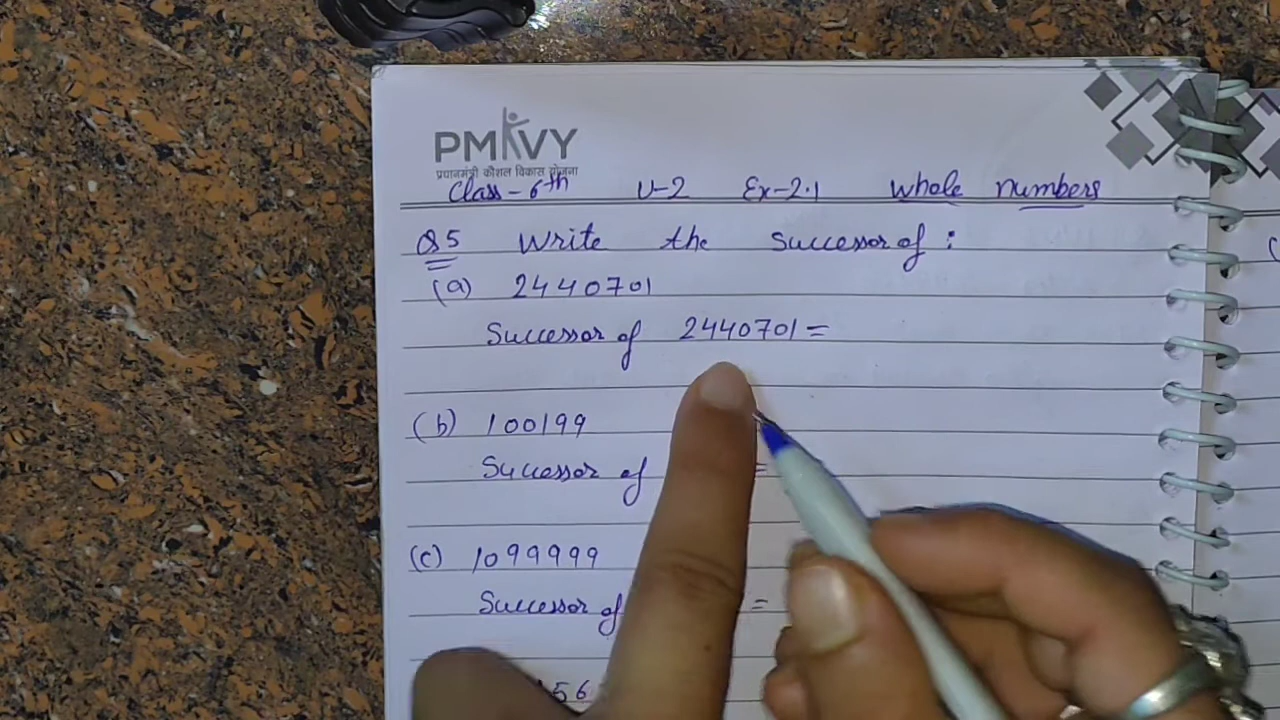 PMKVY
प्रधानमंत्री कौशल विकास योजना
Class-6th U-2 Ex-2.1 Whole numbers
Q5 Write the Successor of :
(a) 2440701
Successor of 2440701 =
(b) 100199
Successor of =
(c) 1099999
Successor of =
56